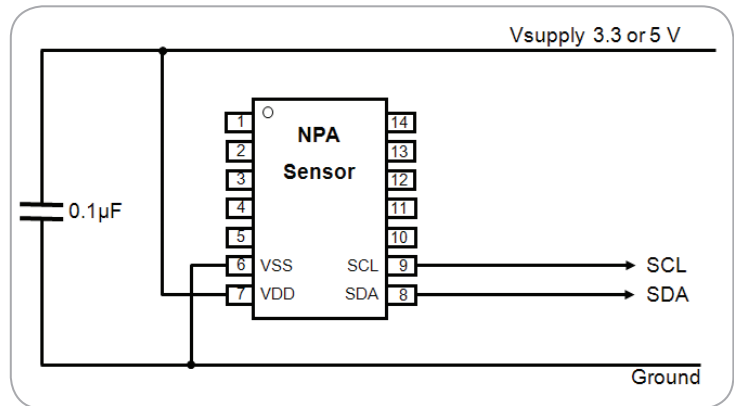 Vsupply 3.3 or 5 V
1 14
NPA
2 13
Sensor
3 12
4 11
0.1µF
5 10
6 VSS SCL 9 SCL
7 VDD SDA 8 SDA
Ground